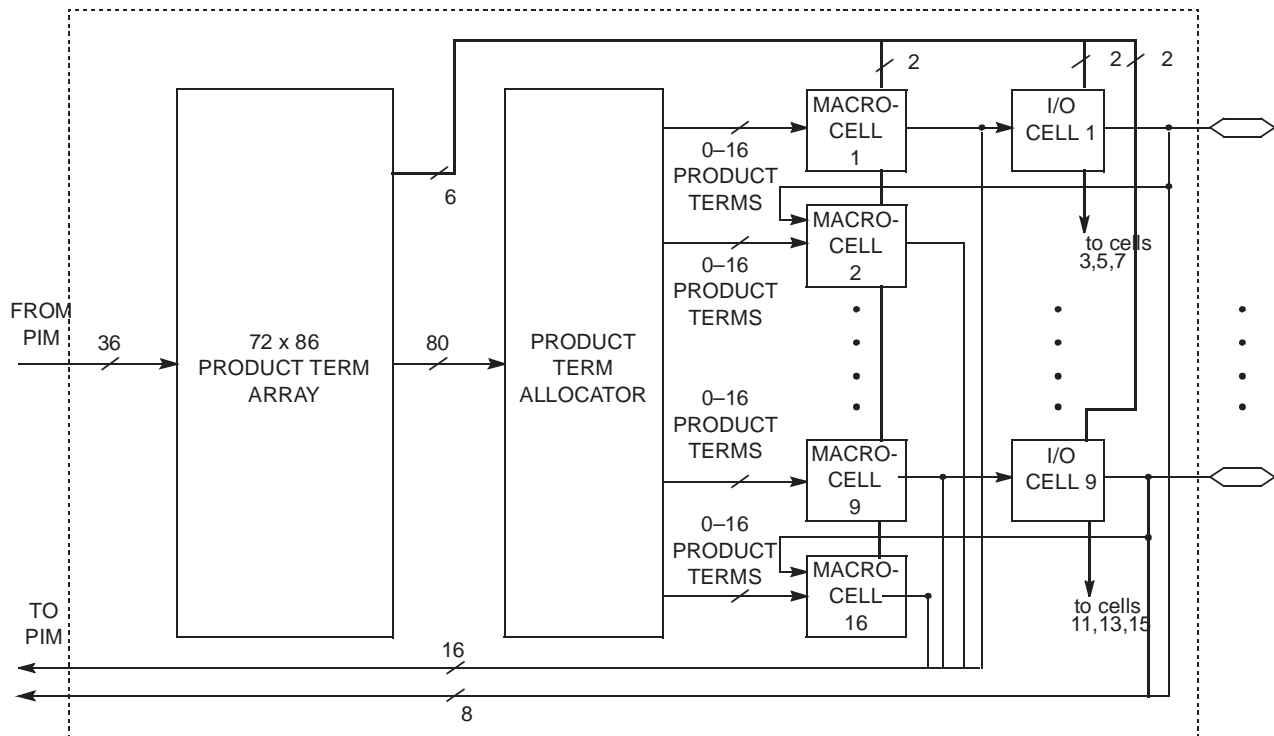 2
2
2
MACRO-
CELL
1
I/O
CELL 1
0–16
PRODUCT
TERMS
6
MACRO-
CELL
2
to cells
3,5,7
0–16
PRODUCT
TERMS
FROM
PIM
36
72 x 86
PRODUCT TERM
ARRAY
80
PRODUCT
TERM
ALLOCATOR
0–16
PRODUCT
TERMS
MACRO-
CELL
9
I/O
CELL 9
0–16
PRODUCT
TERMS
MACRO-
CELL
16
to cells
11,13,15
TO
PIM
16
8